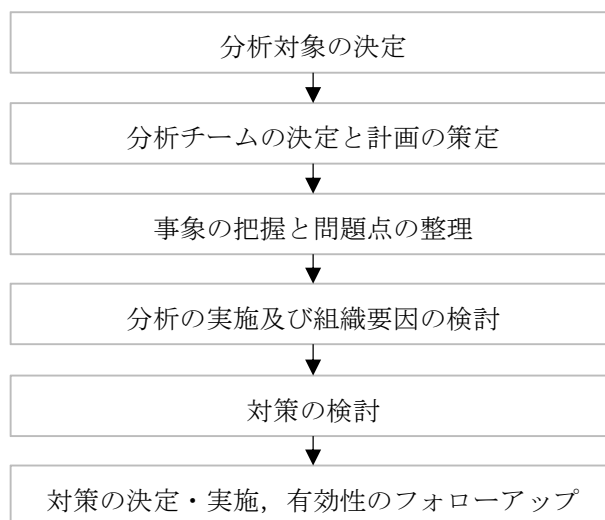 分析対象の決定
分析チームの決定と計画の策定
事象の把握と問題点の整理
分析の実施及び組織要因の検討
対策の検討
対策の決定・実施，有効性のフォローアップ